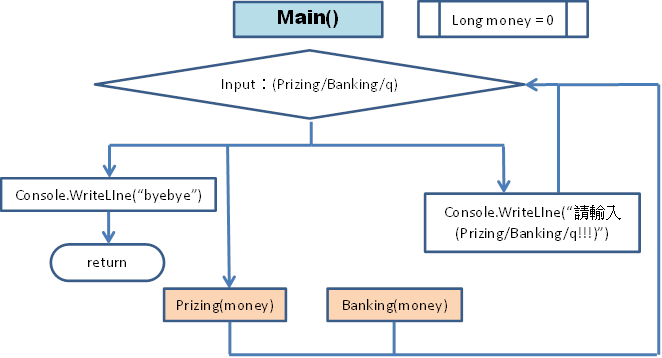 Main()
Long money = 0
Input：(Prizing/Banking/q)
Console.WriteLIne(“byebye”)
Console.WriteLIne(“請輸入
(Prizing/Banking/q!!!)”)
return
Prizing(money)
Banking(money)